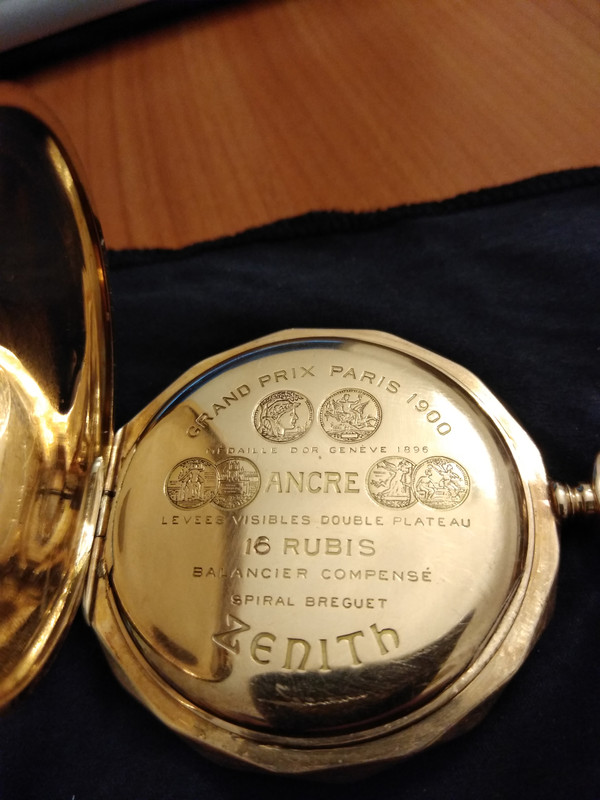 GRAND PRIX PARIS 1900
MEDAILLE D'OR GENEVE 1896
ANCRE
LEVEES VISIBLES DOUBLE PLATEAU
16 RUBIS
BALANCIER COMPENSÉ
SPIRAL BREGUET
ZENITh